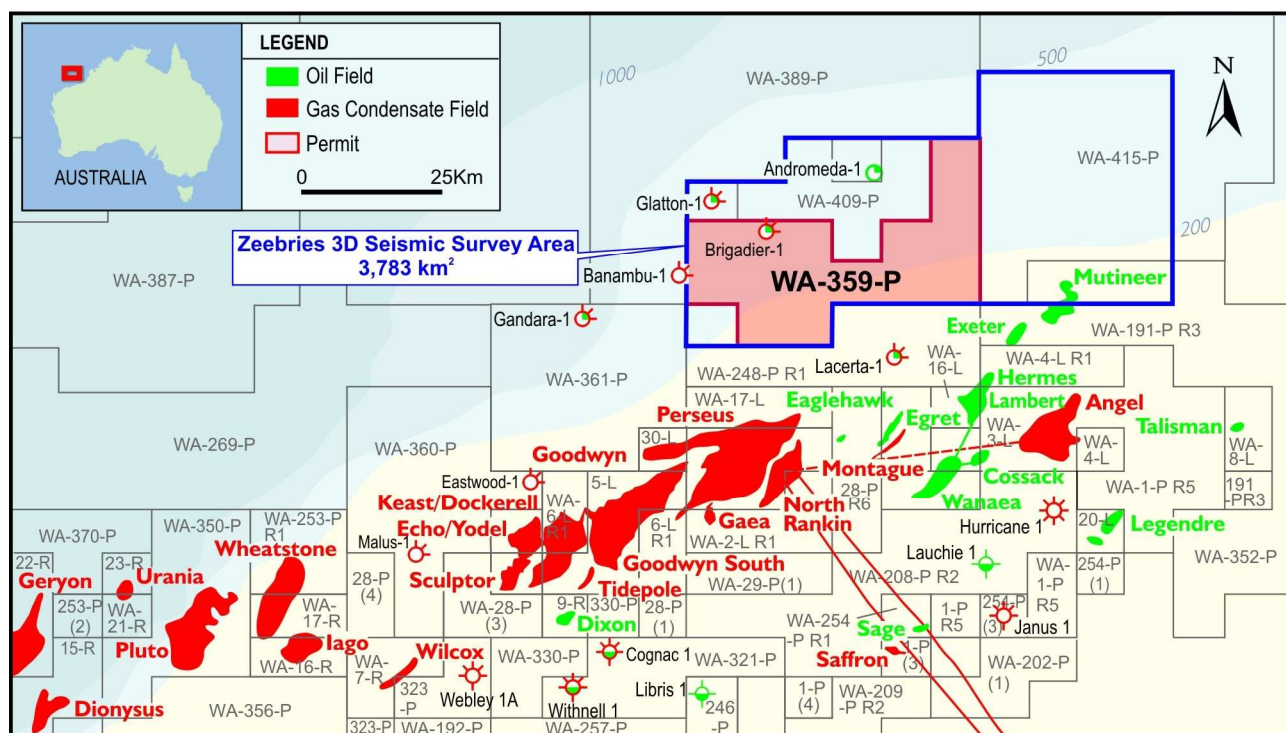 LEGEND
Oil Field
Gas Condensate Field
Permit
0 25Km
AUSTRALIA
N
1000
500
200
WA-389-P
WA-415-P
Andromeda-1
Glatton-1
WA-409-P
Zeebries 3D Seismic Survey Area
3,783 km²
Brigadier-1
Banambu-1
WA-359-P
WA-387-P
Mutineer
Gandara-1
Exeter
WA-191-P R3
Lacerta-1
WA-
16-L
WA-4-L R1
WA-361-P
WA-248-P R1
Hermes
WA-17-L
Eaglehawk
Lambert
Angel
Perseus
Egret
WA-269-P
WA-360-P
30-L
WA-
3-L
WA-
4-L
Talisman
WA-
8-L
Goodwyn
Montague
Eastwood-1
5-L
Cossack
Keast/Dockerell
WA-
6-L
R1
28-P
R6
Wanaea
WA-1-P R5
191
-PR3
North
Rankin
Echo/Yodel
6-L
R1
Gaea
Hurricane 1
20-L
Legendre
WA-370-P
WA-350-P
WA-253-P
R1
Wheatstone
Malus-1
WA-2-L R1
Lauchie 1
WA-352-P
22-R
23-R
Geryon
Urania
28-P
(4)
Sculptor
Goodwyn South
Tidepole
WA-29-P(1)
WA-208-P R2
WA-
1-P
R5
254-P
(1)
253-P
(2)
WA-
21-R
WA-
17-R
WA-28-P
(3)
9-R
330-P
28-P
(1)
Dixon
WA-254
-P R1
1-P
R5
254-P
(3)
Janus 1
Sage
15-R
Pluto
Iago
WA-16-R
WA-
7-R
Wilcox
WA-330-P
Cognac 1
WA-321-P
Saffron
1-P
(3)
WA-202-P
(1)
Webley 1A
323
-P
Withnell 1
Libris 1
246
-P
1-P
(4)
WA-209
-P R2
Dionysus
WA-356-P
323-P
WA-192-P
WA-257-P